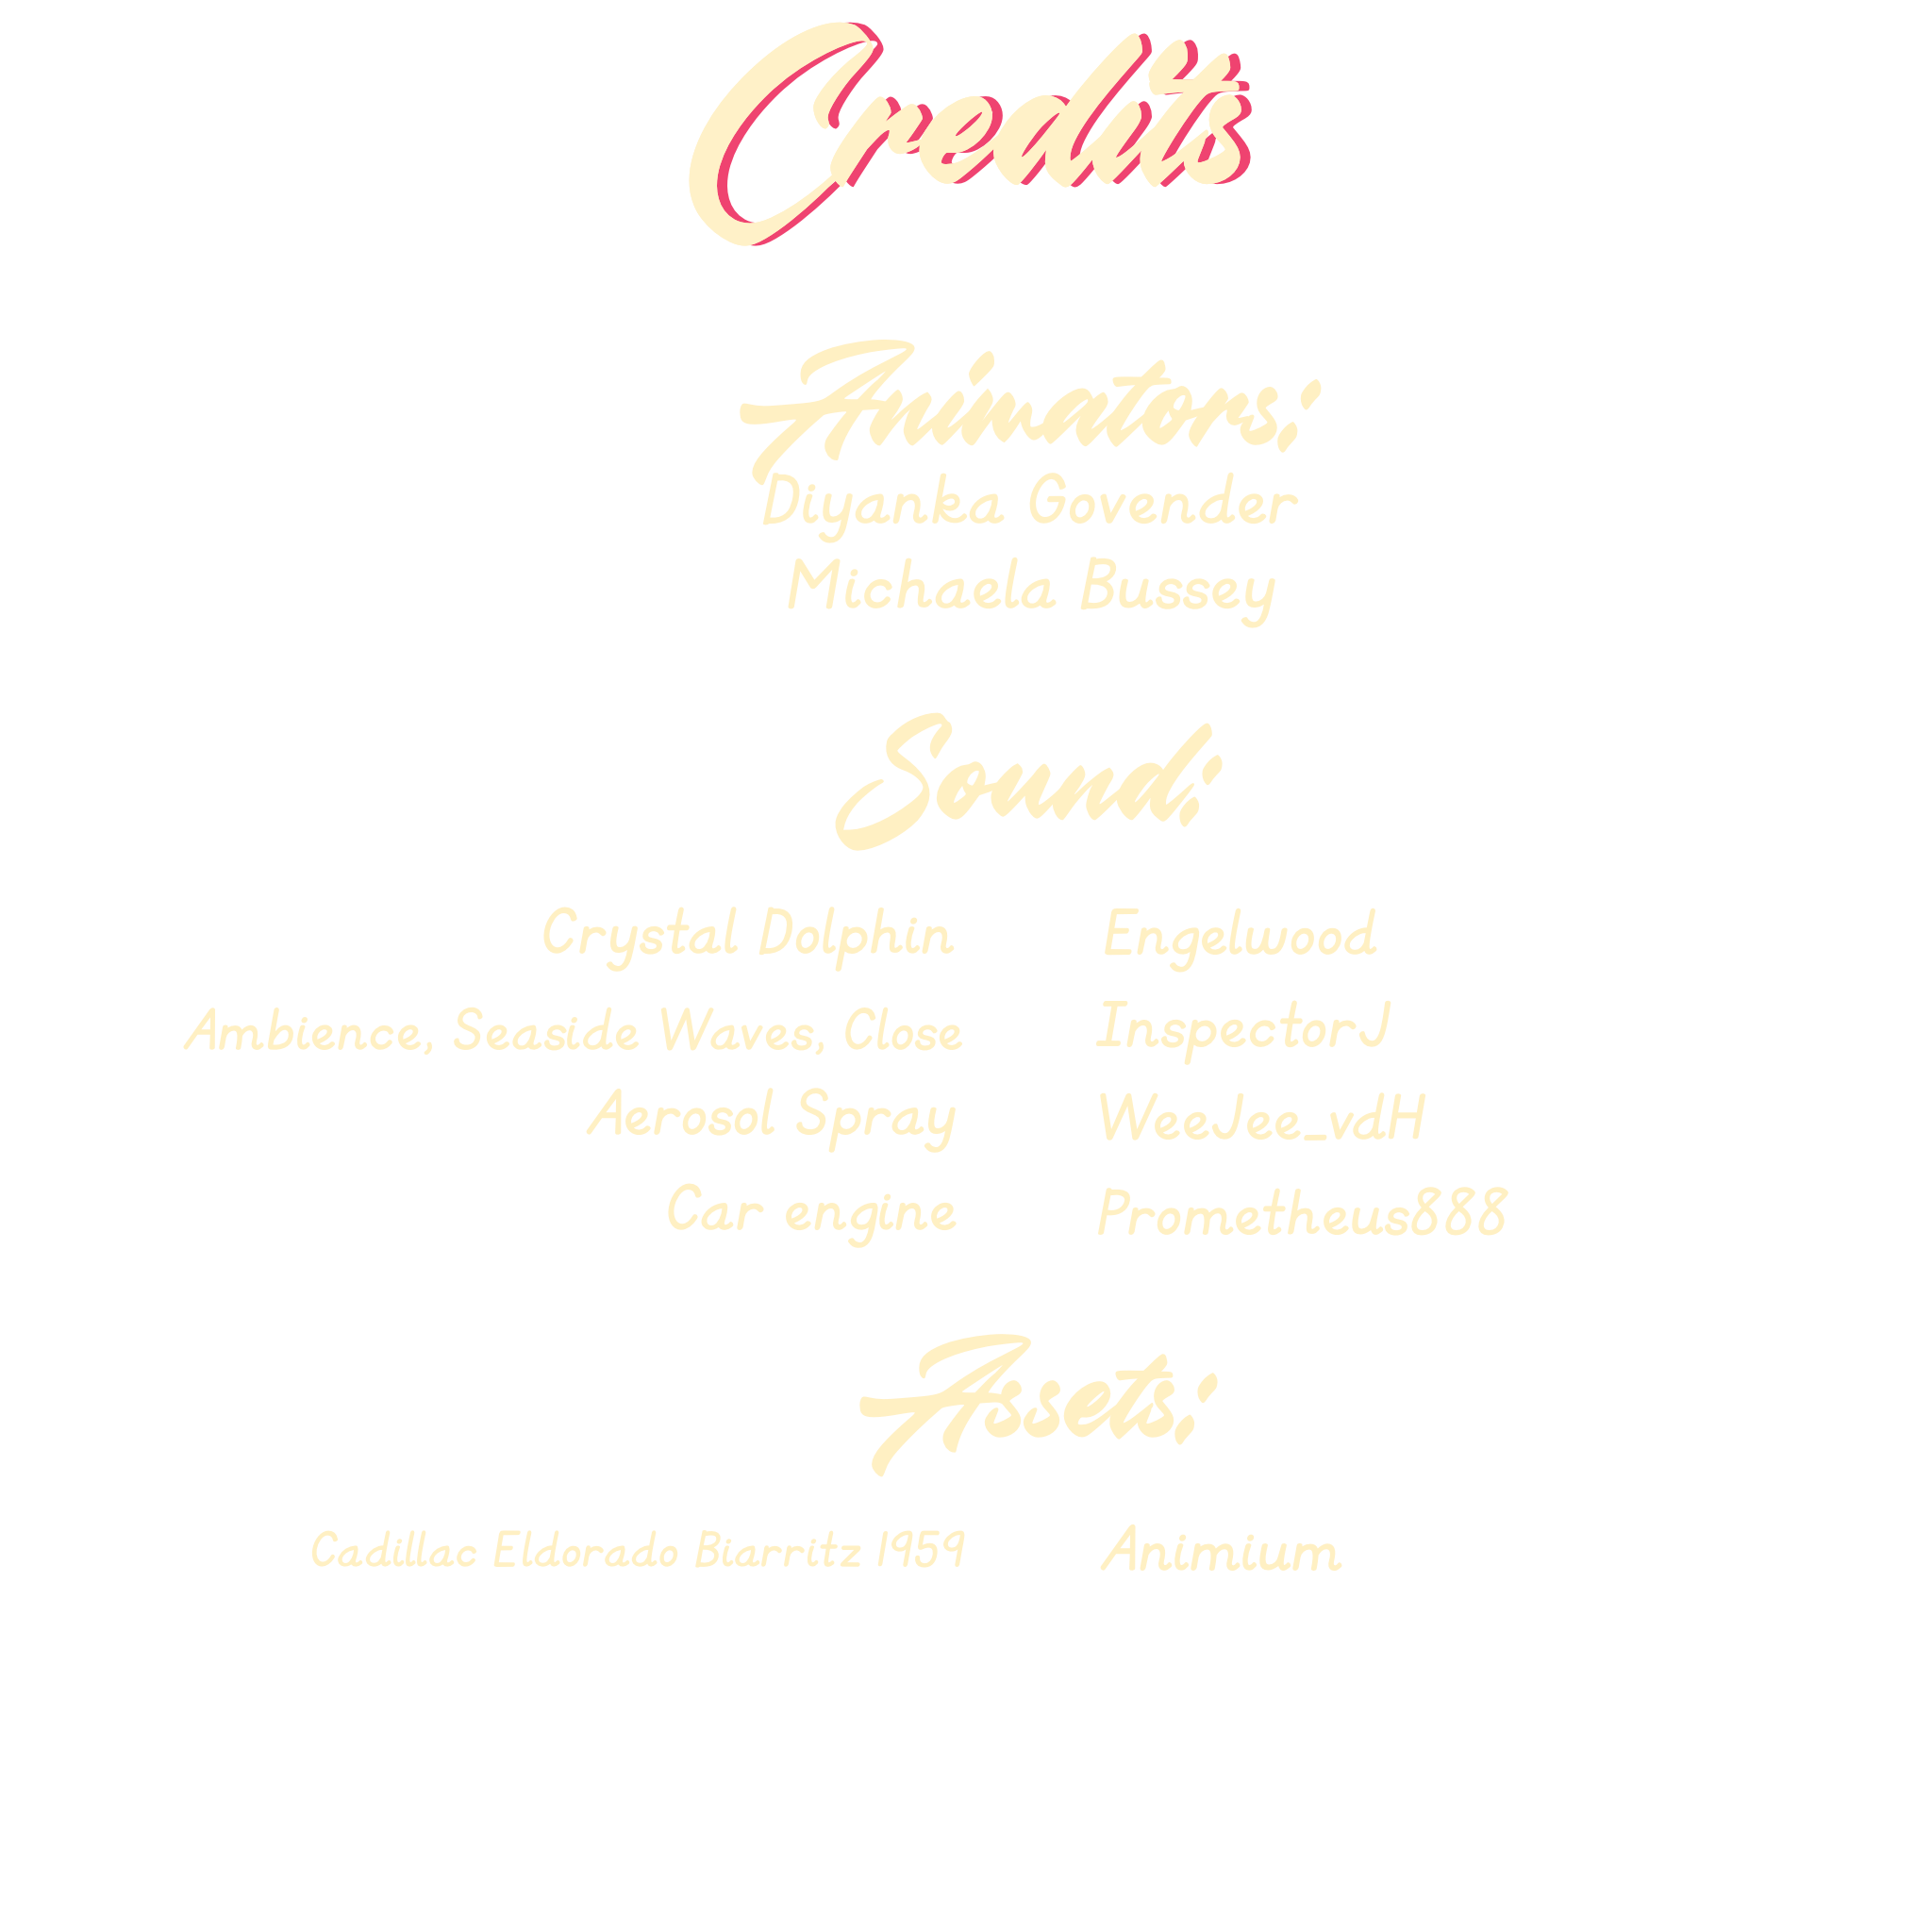 Credits
Animators:
Diyanka Govender
Michaela Bussey
Sound:
Crystal Dolphin Engelwood
Ambience, Seaside Waves, Close InspectorJ
Aerosol Spray WeeJee_vdH
Car engine Prometheus888
Assets:
Cadillac Eldorado Biarritz 1959 Animium